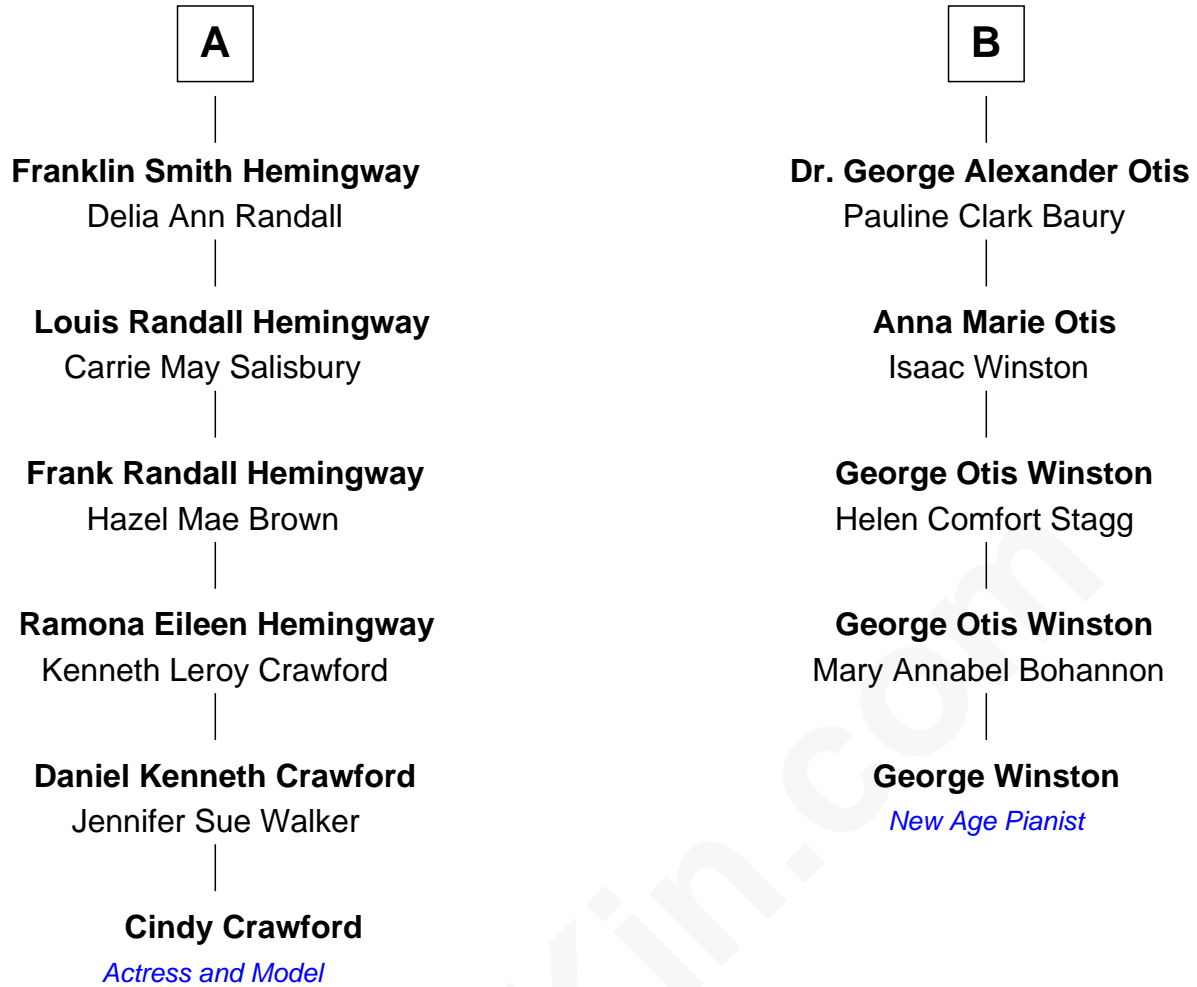 A
Franklin Smith Hemingway
Delia Ann Randall
Louis Randall Hemingway
Carrie May Salisbury
Frank Randall Hemingway
Hazel Mae Brown
Ramona Eileen Hemingway
Kenneth Leroy Crawford
Daniel Kenneth Crawford
Jennifer Sue Walker
Cindy Crawford
Actress and Model
B
Dr. George Alexander Otis
Pauline Clark Baury
Anna Marie Otis
Isaac Winston
George Otis Winston
Helen Comfort Stagg
George Otis Winston
Mary Annabel Bohannon
George Winston
New Age Pianist